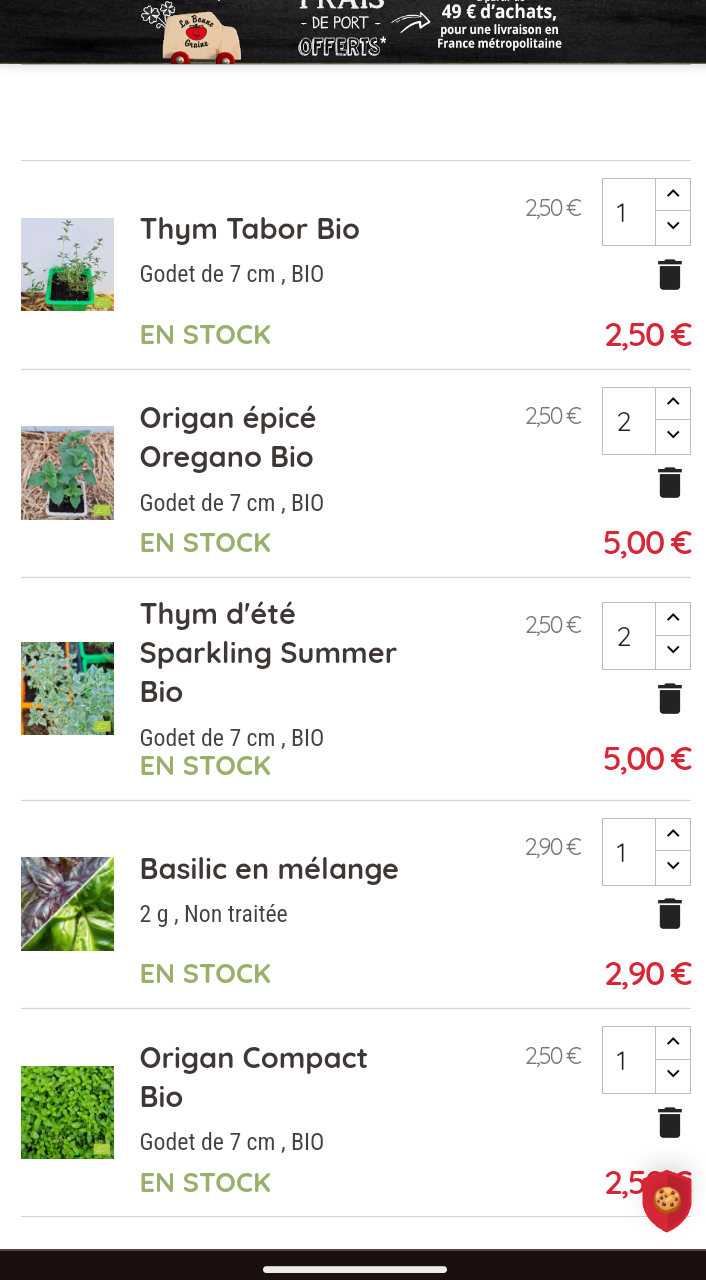 La Bonne
Graine
FRAIS
- DE PORT -
OFFERTS*
49 € d'achats,
pour une livraison en
France métropolitaine
Thym Tabor Bio
2,50 €
1
Godet de 7 cm , BIO
EN STOCK
2,50 €
Origan épicé
Oregano Bio
2,50 €
2
Godet de 7 cm , BIO
EN STOCK
5,00 €
Thym d'été
Sparkling Summer
Bio
2,50 €
2
Godet de 7 cm , BIO
EN STOCK
5,00 €
Basilic en mélange
2,90 €
1
2 g , Non traitée
EN STOCK
2,90 €
Origan Compact
Bio
2,50 €
1
Godet de 7 cm , BIO
EN STOCK